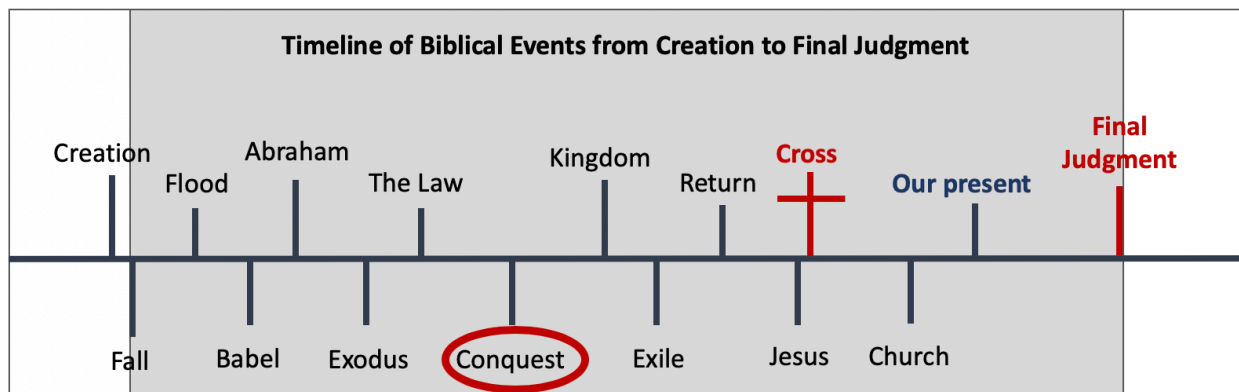 Timeline of Biblical Events from Creation to Final Judgment
Creation
Flood
Abraham
The Law
Kingdom
Return
Cross
Our present
Final
Judgment
Fall
Babel
Exodus
Conquest
Exile
Jesus
Church